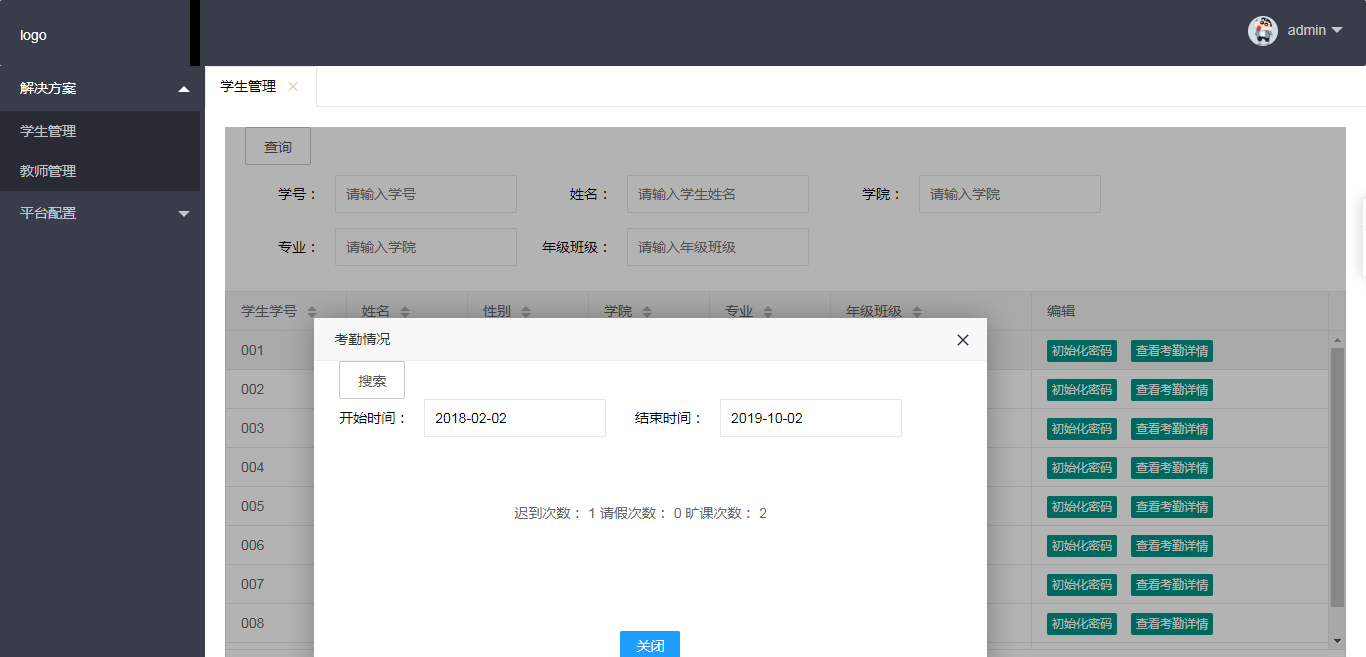 logo
admin
解决方案
学生管理
教师管理
平台配置
学生管理
查询
学号： 请输入学号 姓名： 请输入学生姓名 学院： 请输入学院
专业： 请输入学院 年级班级： 请输入年级班级
学生学号 姓名 性别 学院 专业 年级班级 编辑
001 初始化密码 查看考勤详情
002 初始化密码 查看考勤详情
003 初始化密码 查看考勤详情
004 初始化密码 查看考勤详情
005 初始化密码 查看考勤详情
006 初始化密码 查看考勤详情
007 初始化密码 查看考勤详情
008 初始化密码 查看考勤详情
考勤情况
搜索
开始时间： 2018-02-02 结束时间： 2019-10-02
迟到次数： 1 请假次数： 0 旷课次数： 2
关闭